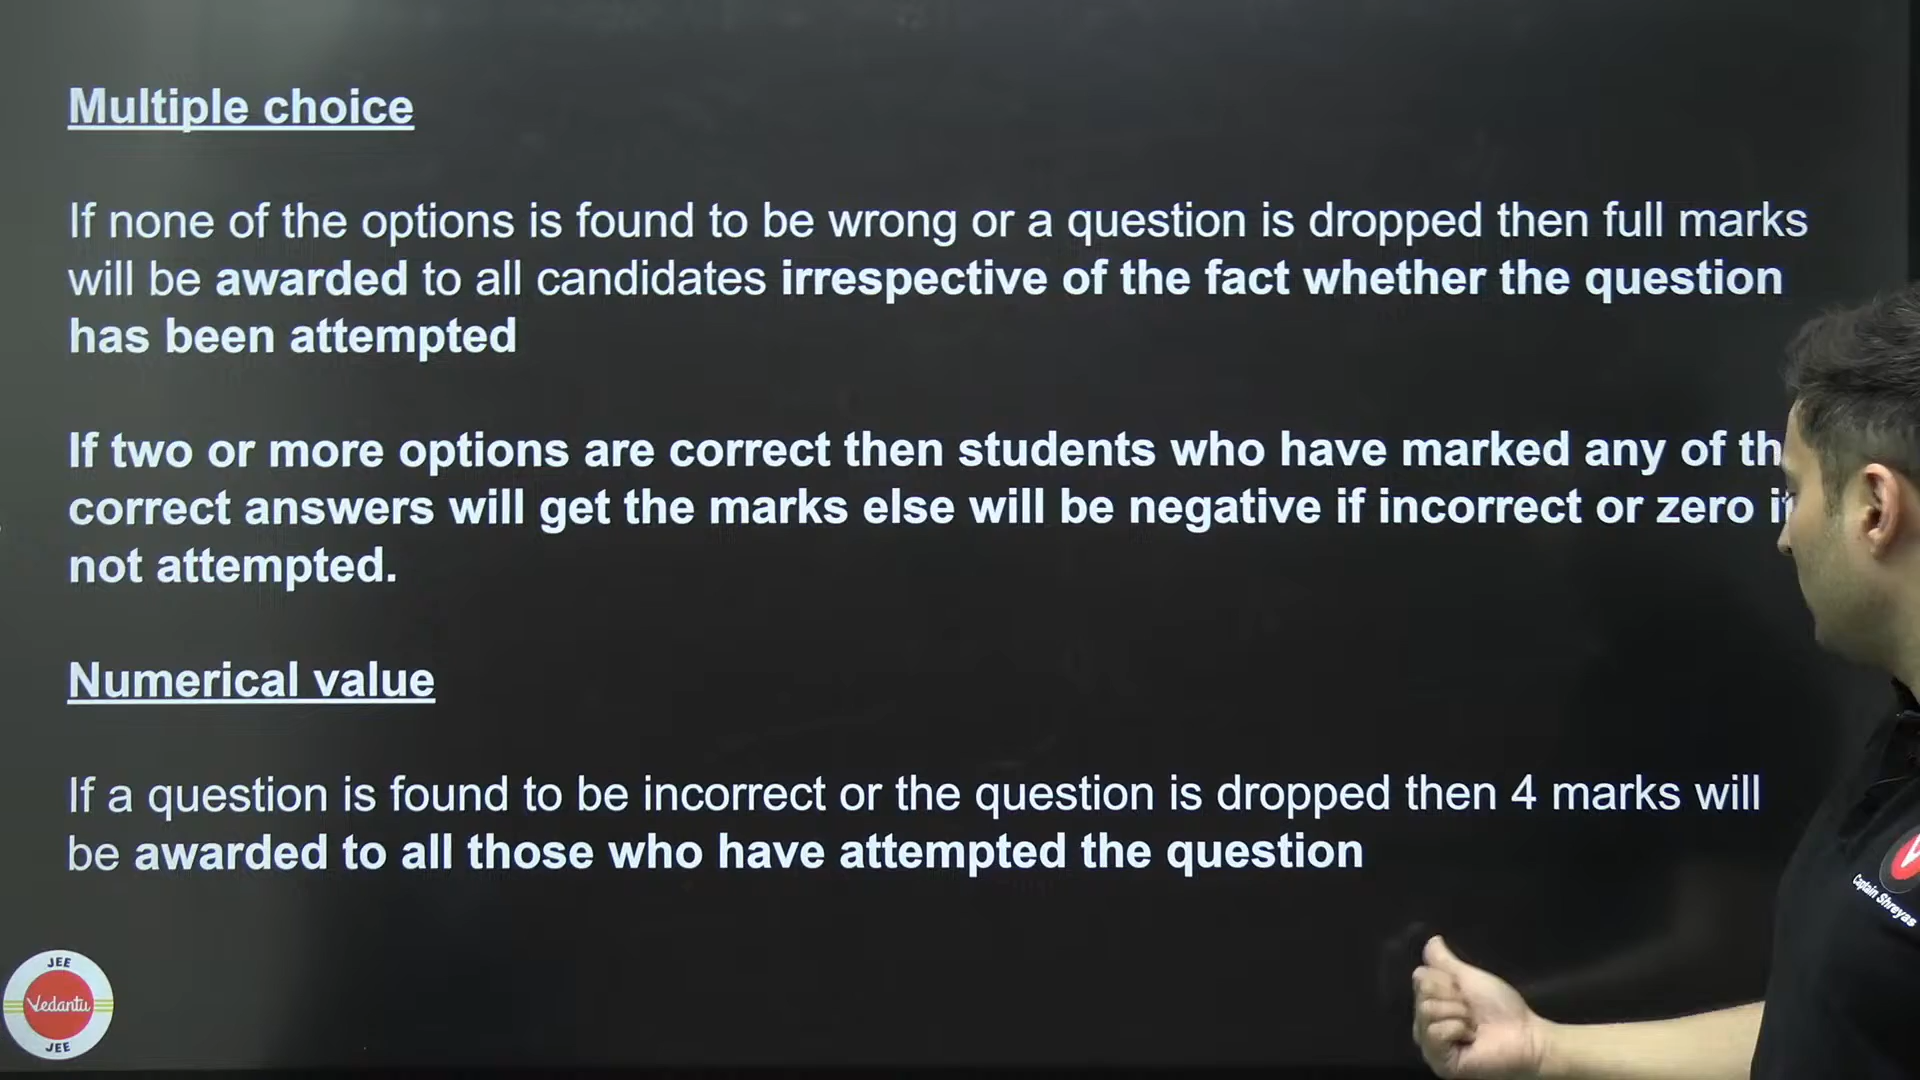 Multiple choice
If none of the options is found to be wrong or a question is dropped then full marks
will be awarded to all candidates irrespective of the fact whether the question
has been attempted
If two or more options are correct then students who have marked any of th
correct answers will get the marks else will be negative if incorrect or zero if
not attempted.
Numerical value
If a question is found to be incorrect or the question is dropped then 4 marks will
be awarded to all those who have attempted the question
Captain Shreyas
JEE
Vedantu
JEE